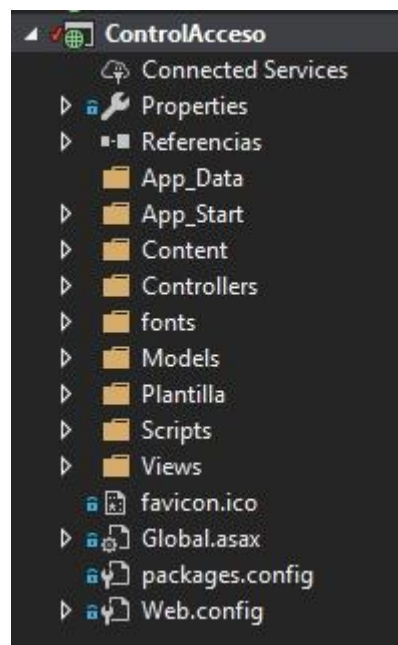 ControlAcceso
Connected Services
Properties
Referencias
App_Data
App_Start
Content
Controllers
fonts
Models
Plantilla
Scripts
Views
favicon.ico
Global.asax
packages.config
Web.config